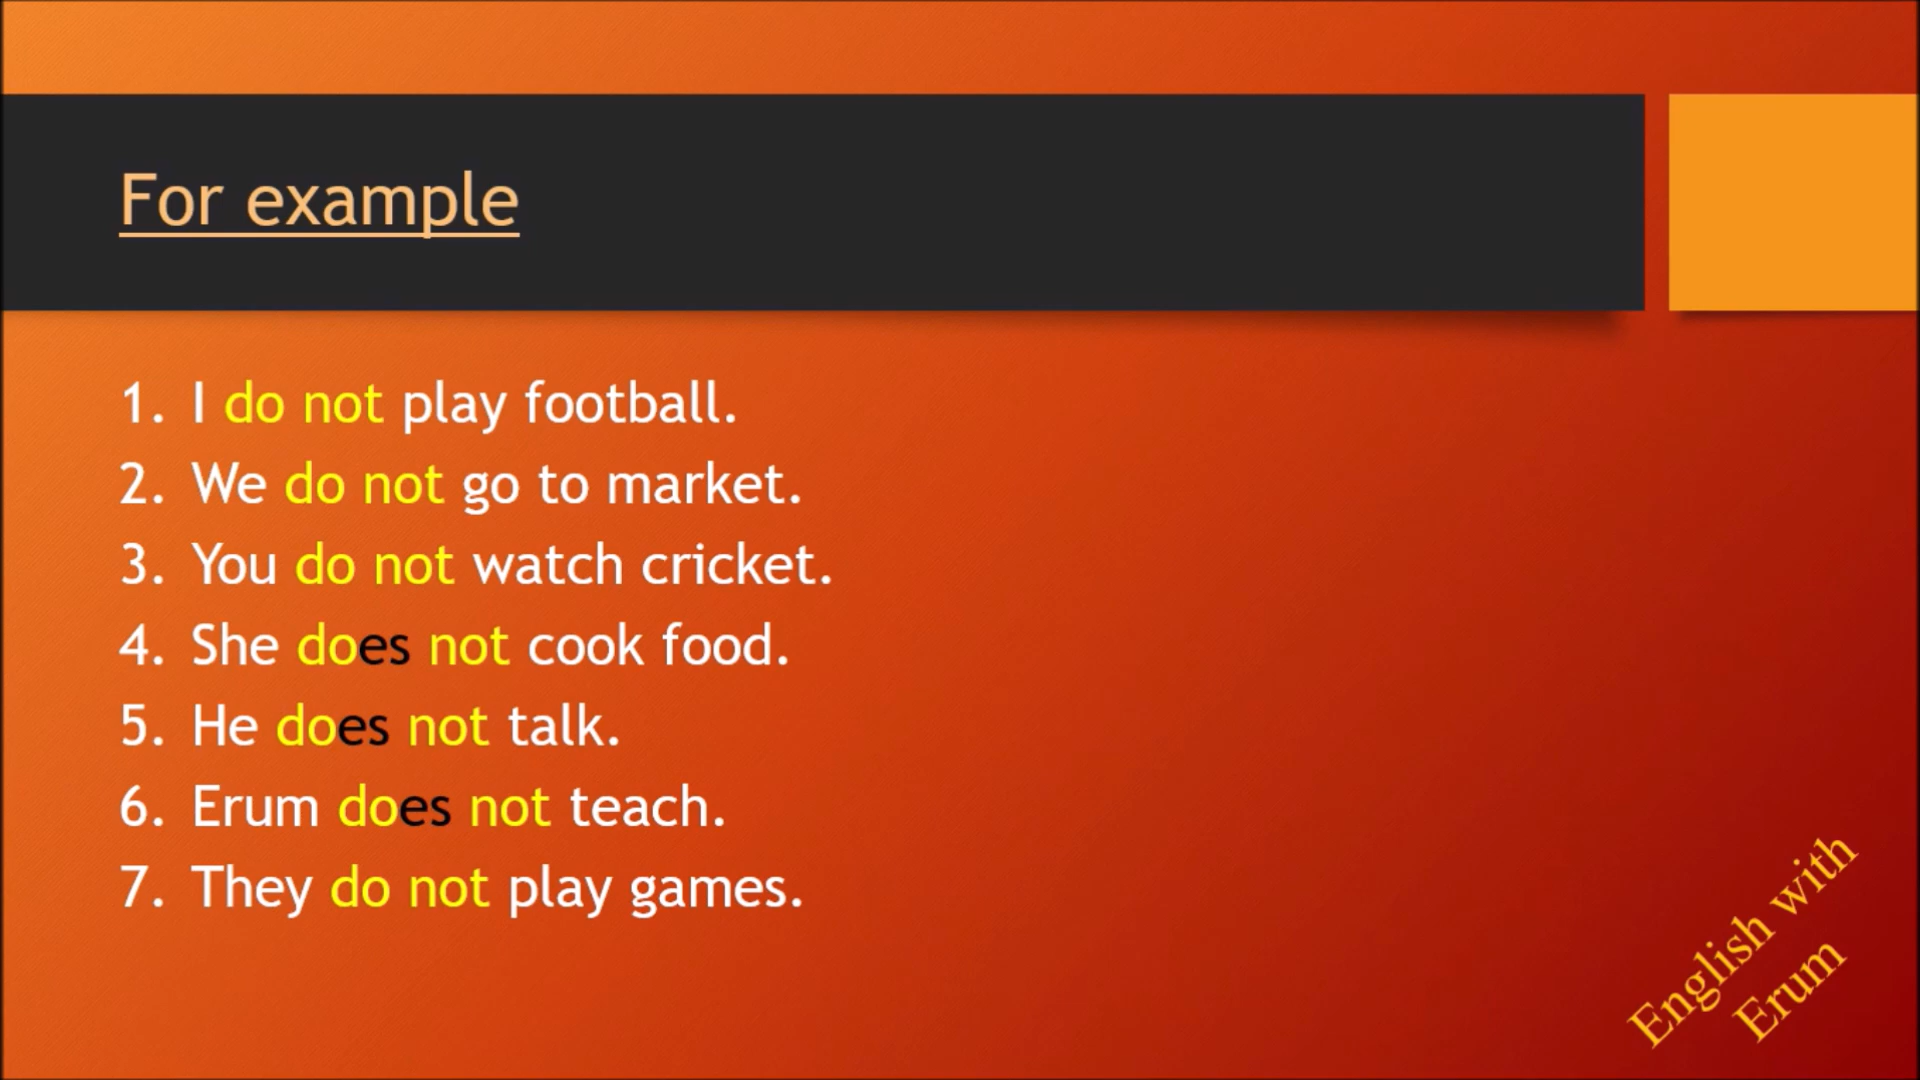 For example
1. I do not play football.
2. We do not go to market.
3. You do not watch cricket.
4. She does not cook food.
5. He does not talk.
6. Erum does not teach.
7. They do not play games.
English with
Erum